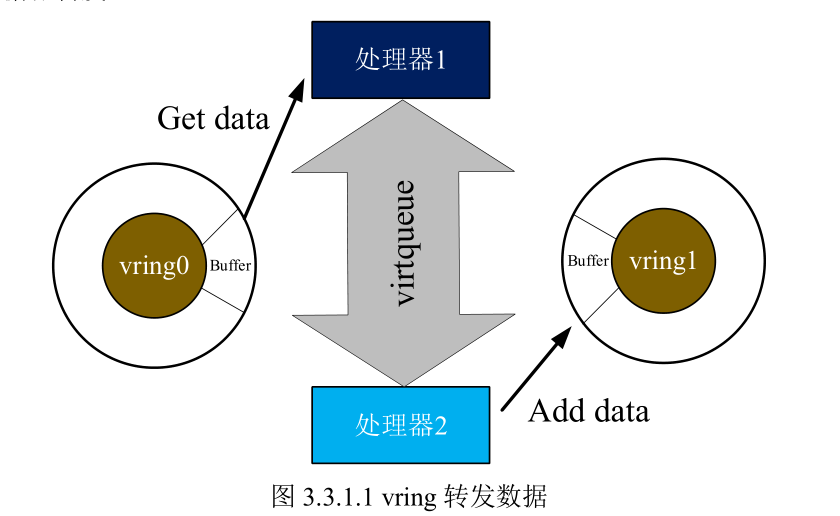 处理器1
Get data
vring0
Buffer
virtqueue
Buffer
vring1
处理器2
Add data
图 3.3.1.1 vring 转发数据